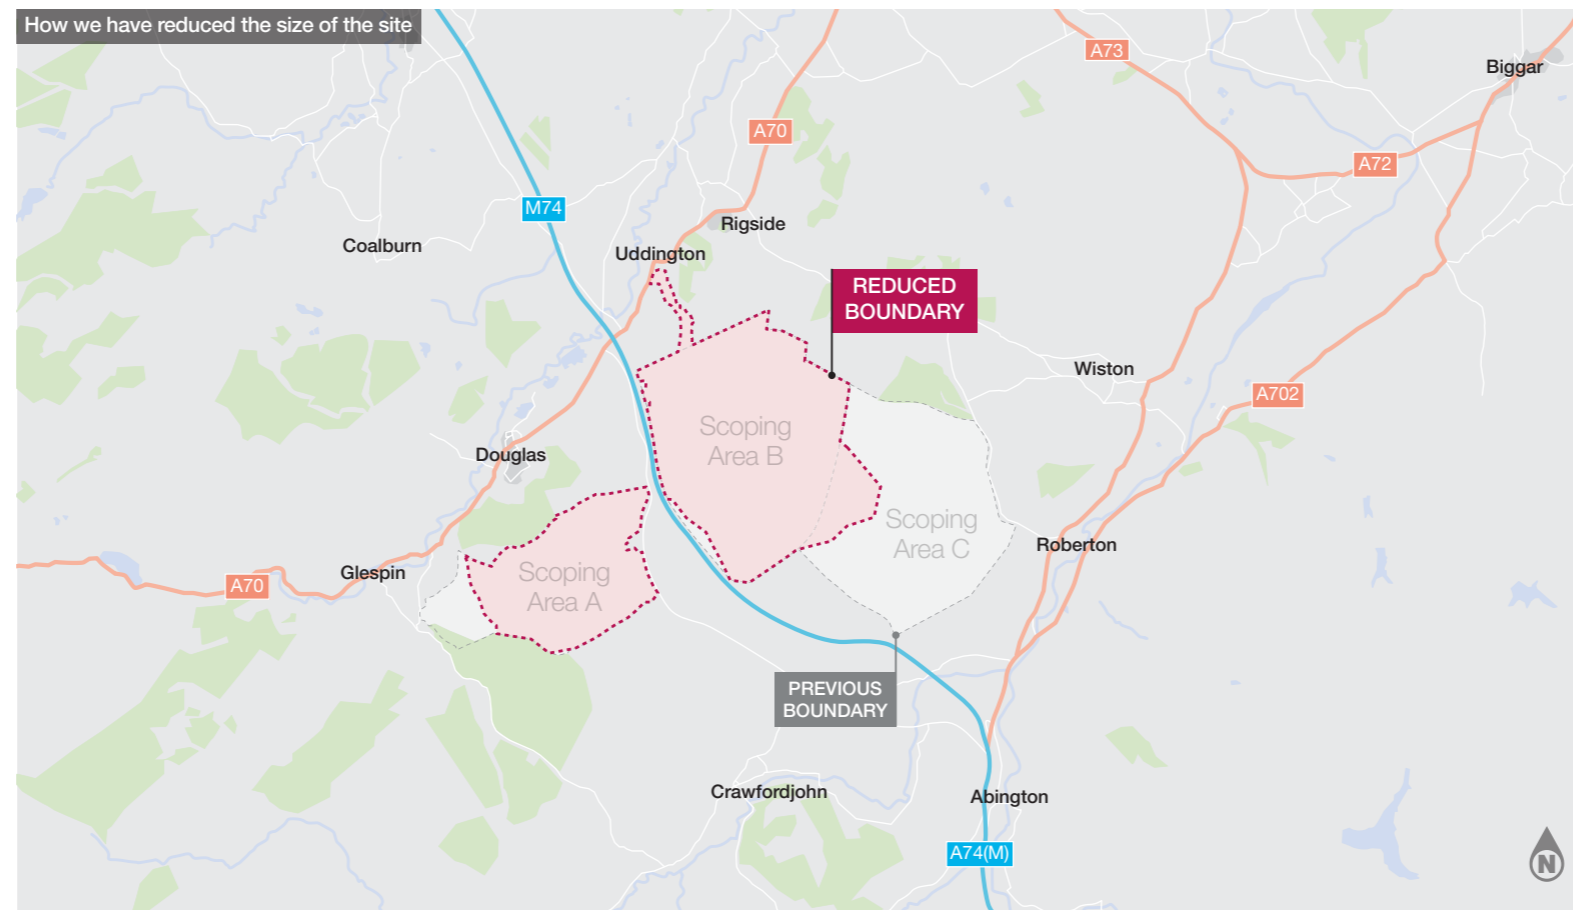 How we have reduced the size of the site
A73
Biggar
A70
A72
M74
Rigside
Coalburn
Uddington
REDUCED
BOUNDARY
Wiston
A702
Scoping
Area B
Douglas
Scoping
Area C
Roberton
Glespin
A70
Scoping
Area A
PREVIOUS
BOUNDARY
Crawfordjohn
Abington
A74(M)
N